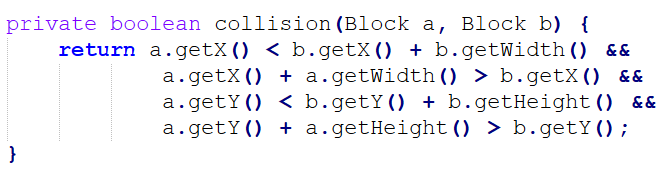 private boolean collision(Block a, Block b) {
    return a.getX() < b.getX() + b.getWidth() &&
            a.getX() + a.getWidth() > b.getX() &&
            a.getY() < b.getY() + b.getHeight() &&
            a.getY() + a.getHeight() > b.getY();
}